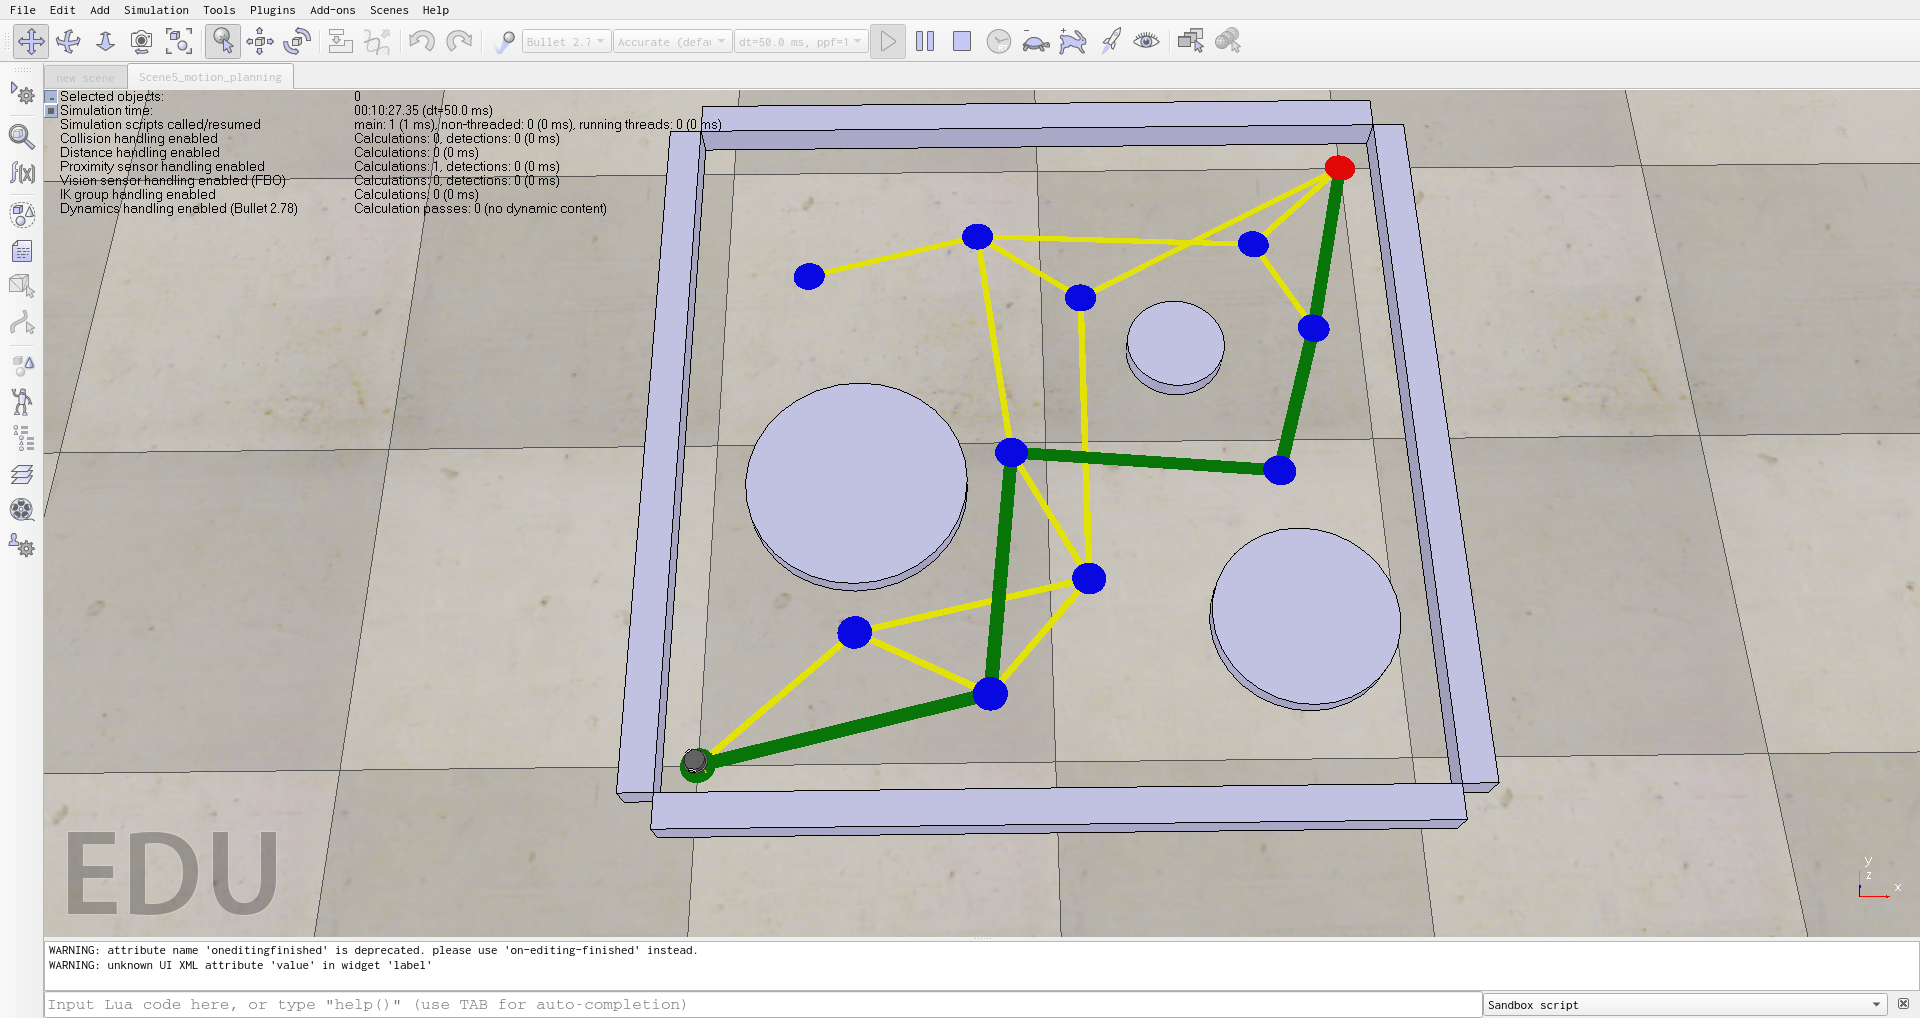 File Edit Add Simulation Tools Plugins Add-ons Scenes Help
Bullet 2.7 Accurate (defau dt=50.0 ms, ppf=1
new scene Scene5_motion_planning
Selected objects: 0
Simulation time: 00:10:27.35 (dt=50.0 ms)
Simulation scripts called/resumed main: 1 (1 ms), non-threaded: 0 (0 ms), running threads: 0 (0 ms)
Collision handling enabled Calculations: 0, detections: 0 (0 ms)
Distance handling enabled Calculations: 0 (0 ms)
Proximity sensor handling enabled Calculations: 1, detections: 0 (0 ms)
Vision sensor handling enabled (FBO) Calculations: 0, detections: 0 (0 ms)
IK group handling enabled Calculations: 0 (0 ms)
Dynamics handling enabled (Bullet 2.78) Calculation passes: 0 (no dynamic content)
f(x)
RT
EDU
y
z
x
WARNING: attribute name 'oneditingfinished' is deprecated. please use 'on-editing-finished' instead.
WARNING: unknown UI XML attribute 'value' in widget 'label'
Input Lua code here, or type "help()" (use TAB for auto-completion)
Sandbox script